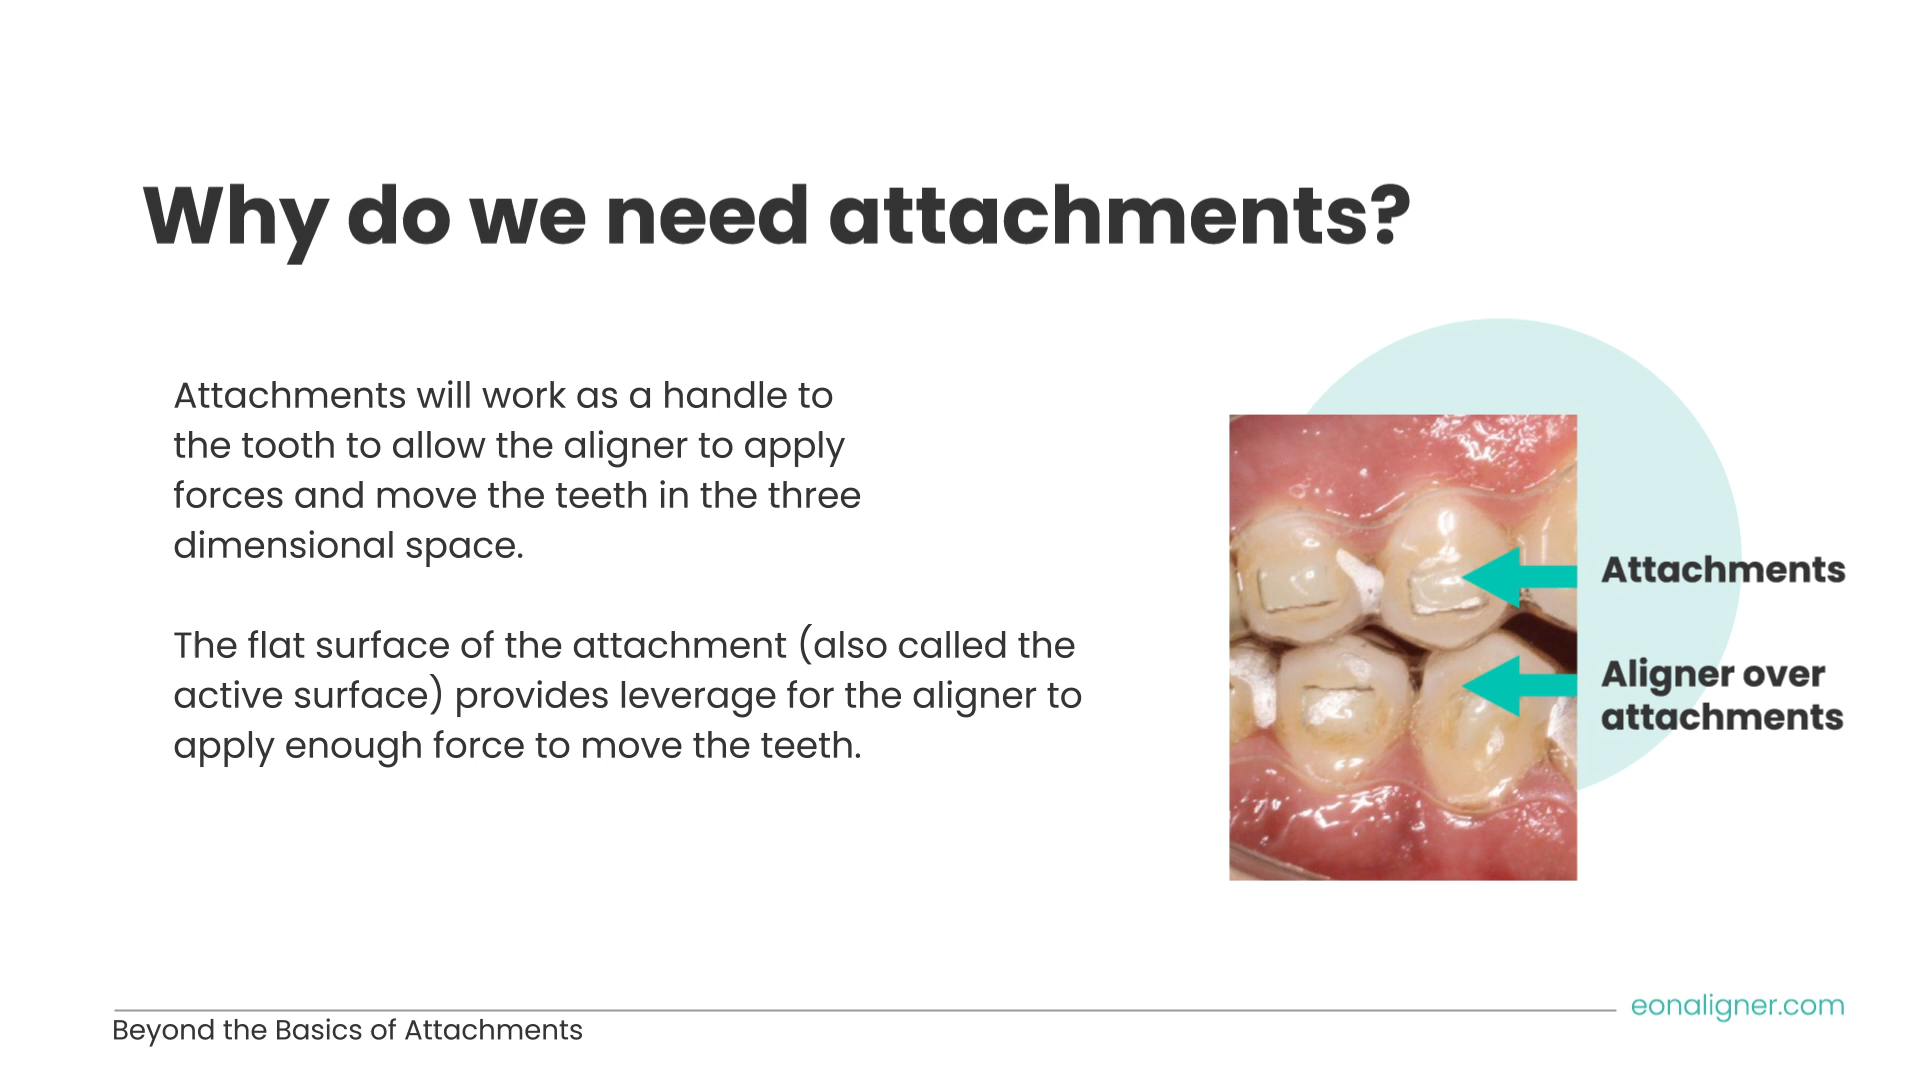 Why do we need attachments?
Attachments will work as a handle to
the tooth to allow the aligner to apply
forces and move the teeth in the three
dimensional space.
The flat surface of the attachment (also called the
active surface) provides leverage for the aligner to
apply enough force to move the teeth.
Attachments
Aligner over
attachments
eonaligner.com
Beyond the Basics of Attachments